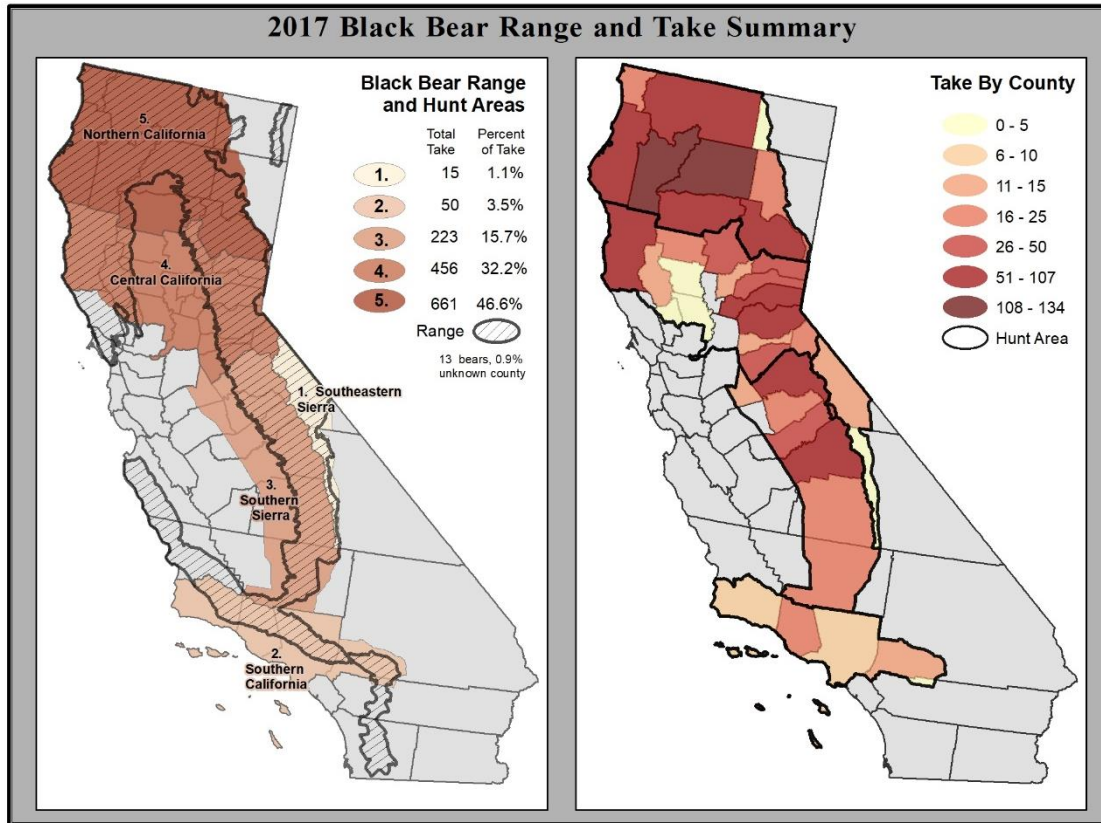 2017 Black Bear Range and Take Summary
Black Bear Range
and Hunt Areas
Total Percent
Take of Take
1. 15 1.1%
2. 50 3.5%
3. 223 15.7%
4. 456 32.2%
5. 661 46.6%
Range
13 bears, 0.9%
unknown county
5.
Northern California
4.
Central California
1. Southeastern
Sierra
3.
Southern
Sierra
2.
Southern
California
Take By County
0 - 5
6 - 10
11 - 15
16 - 25
26 - 50
51 - 107
108 - 134
Hunt Area